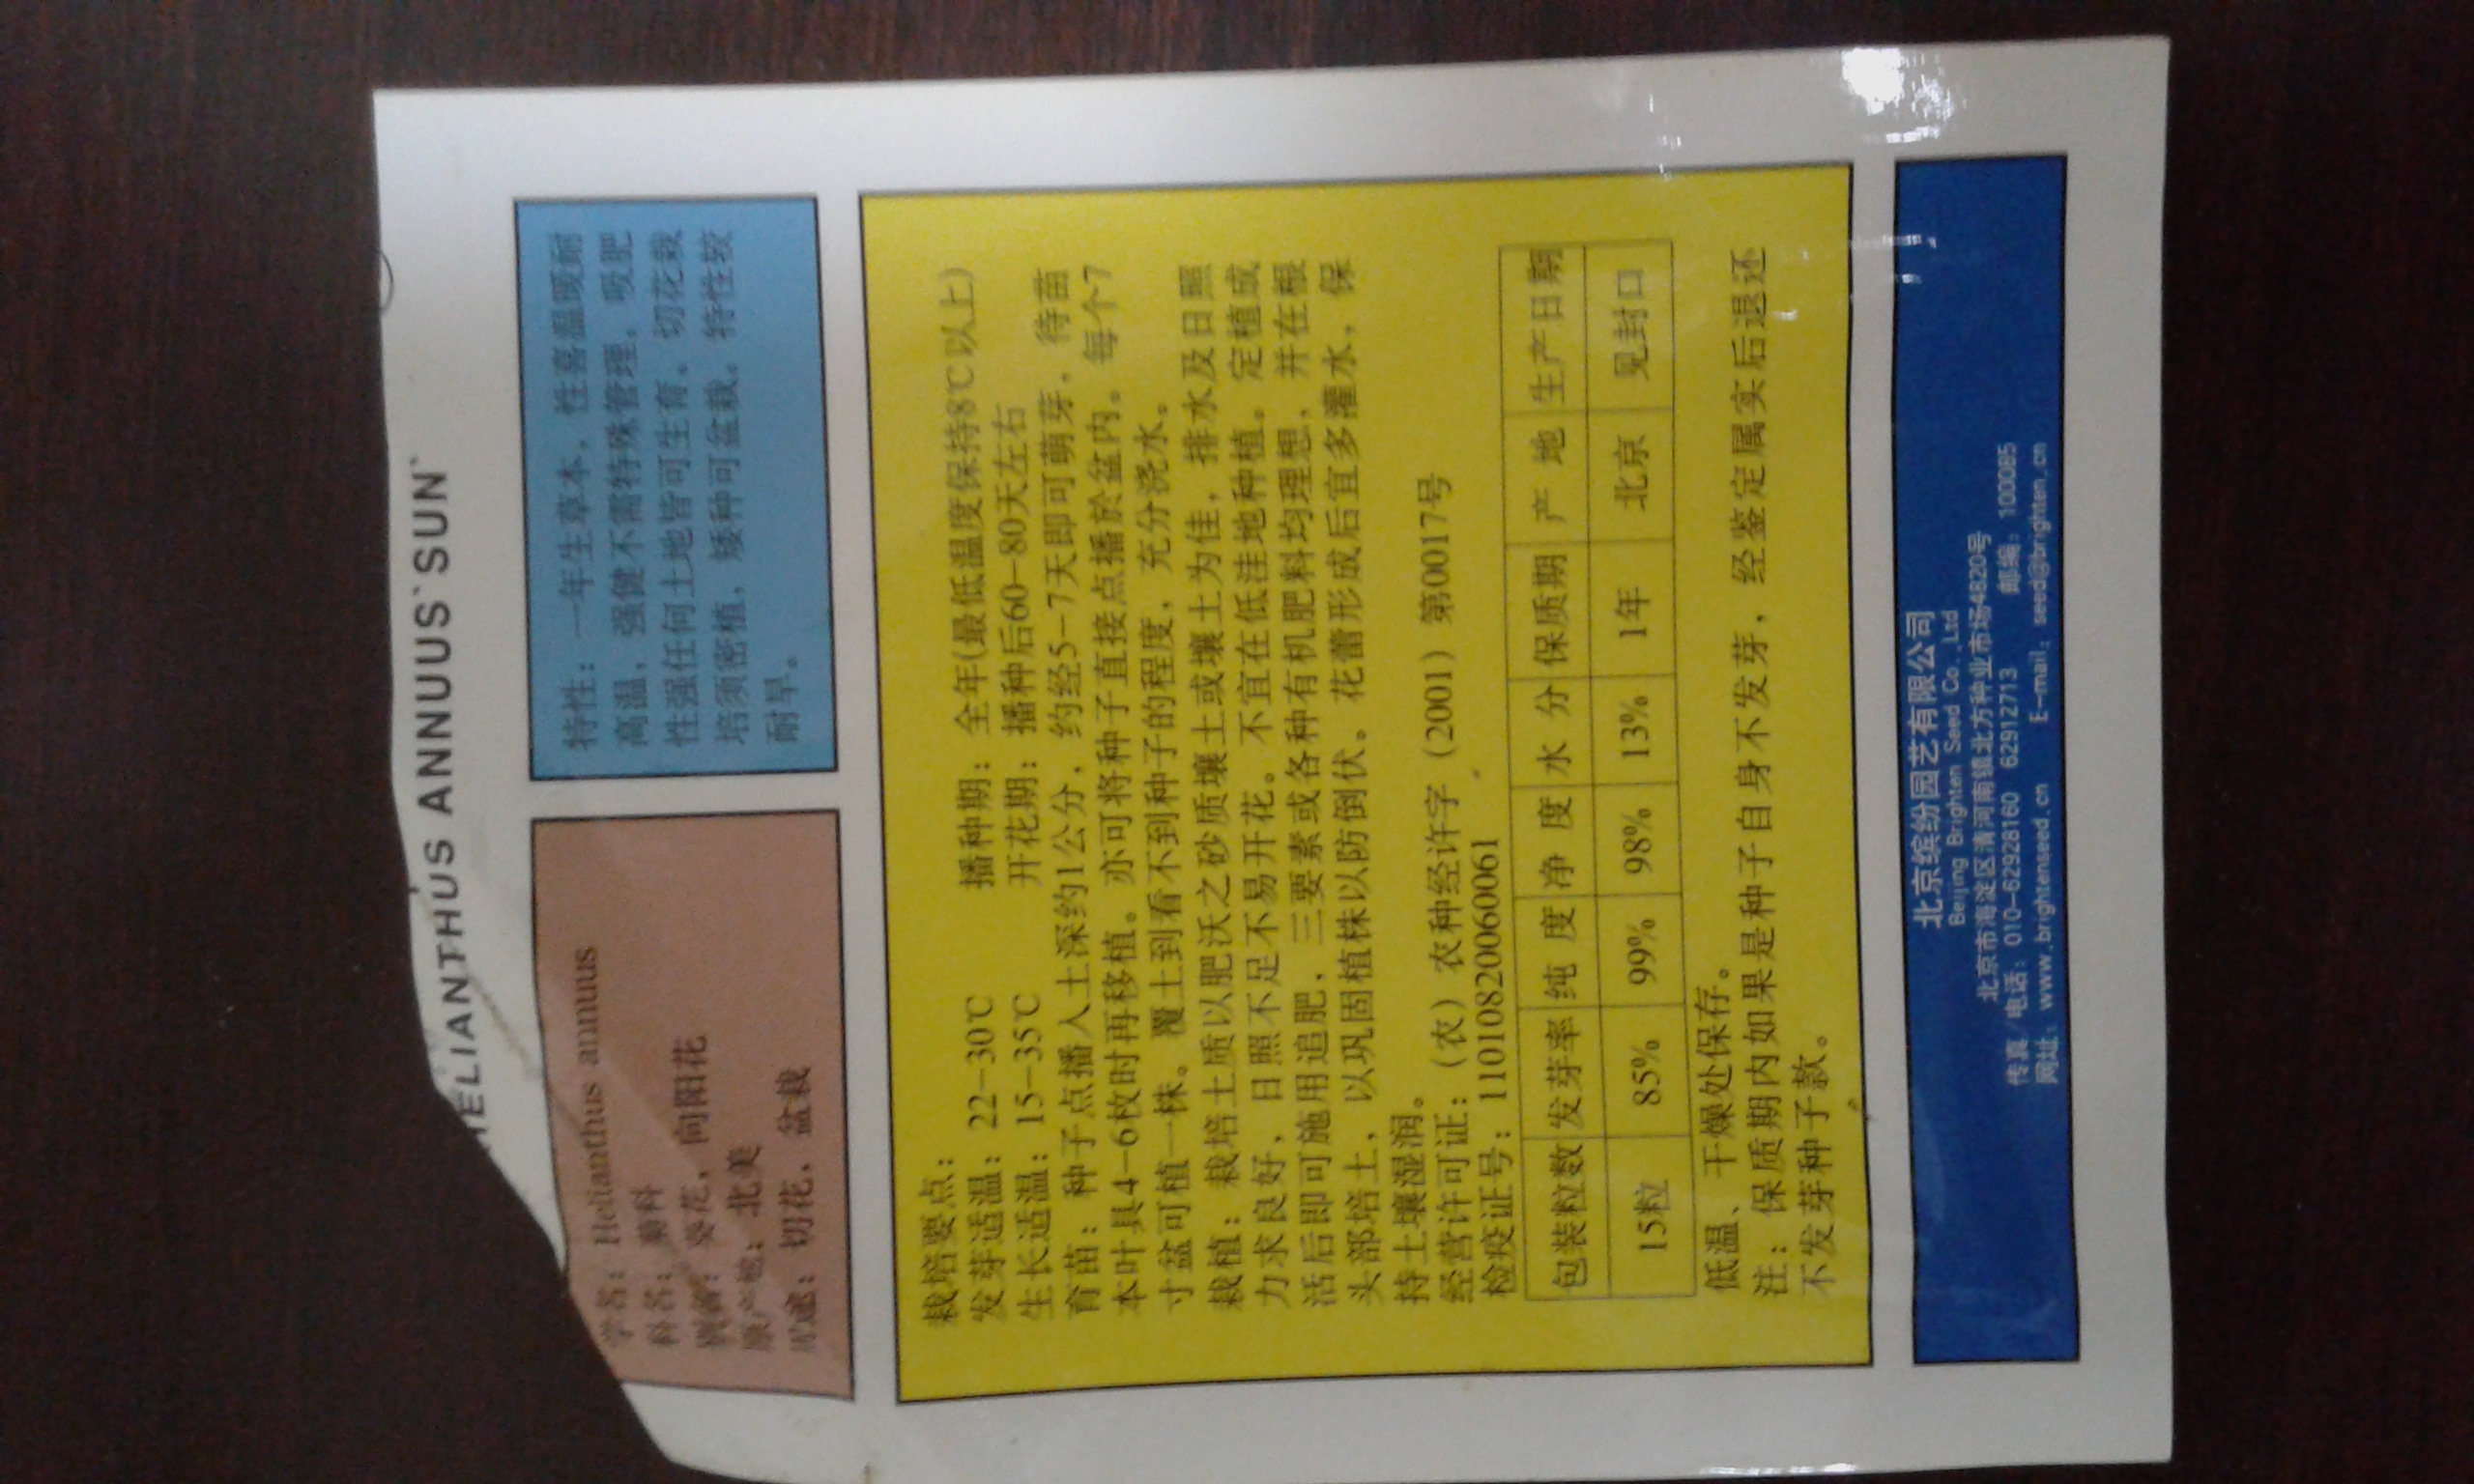 HELIANTHUS ANNUUS`SUN`
学名：Helianthus annuus
科名：菊科
别名：葵花，向阳花
原产地：北美
用途：切花，盆栽
特性：一年生草本，性喜温暖耐
高温，强健不需特殊管理。吸肥
性强任何土地皆可生育。切花栽
培须密植，矮种可盆栽。特性较
耐旱。
栽培要点：
发芽适温：22-30℃ 播种期：全年(最低温度保持8℃以上)
生长适温：15-35℃ 开花期：播种后60-80天左右
育苗：种子点播入土深约1公分，约经5-7天即可萌芽，待苗
本叶具4-6枚时再移植。亦可将种子直接点播於盆内。每个7
寸盆可植一株。覆土到看不到种子的程度，充分浇水。
栽植：栽培土质以肥沃之砂质壤土或壤土为佳，排水及日照
力求良好，日照不足不易开花。不宜在低洼地种植。定植成
活后即可施用追肥，三要素或各种有机肥料均理想，并在根
头部培土，以巩固植株以防倒伏。花蕾形成后宜多灌水，保
持土壤湿润。
经营许可证：（农）农种经许字（2001）第0017号
检疫证号：11010820060061
包装粒数 发芽率 纯度 净度 水分 保质期 产地 生产日期
15粒 85% 99% 98% 13% 1年 北京 见封口
低温、干燥处保存。
注：保质期内如果是种子自身不发芽，经鉴定属实后退还
不发芽种子款。
北京缤纷园艺有限公司
Beijing Brighten Seed Co.,Ltd
北京市海淀区清河南镇北方种业市场4820号
传真/电话：010-62928160 62912713 邮编：100085
网址：www.brightenseed.cn E-mail：seed@brighten.cn